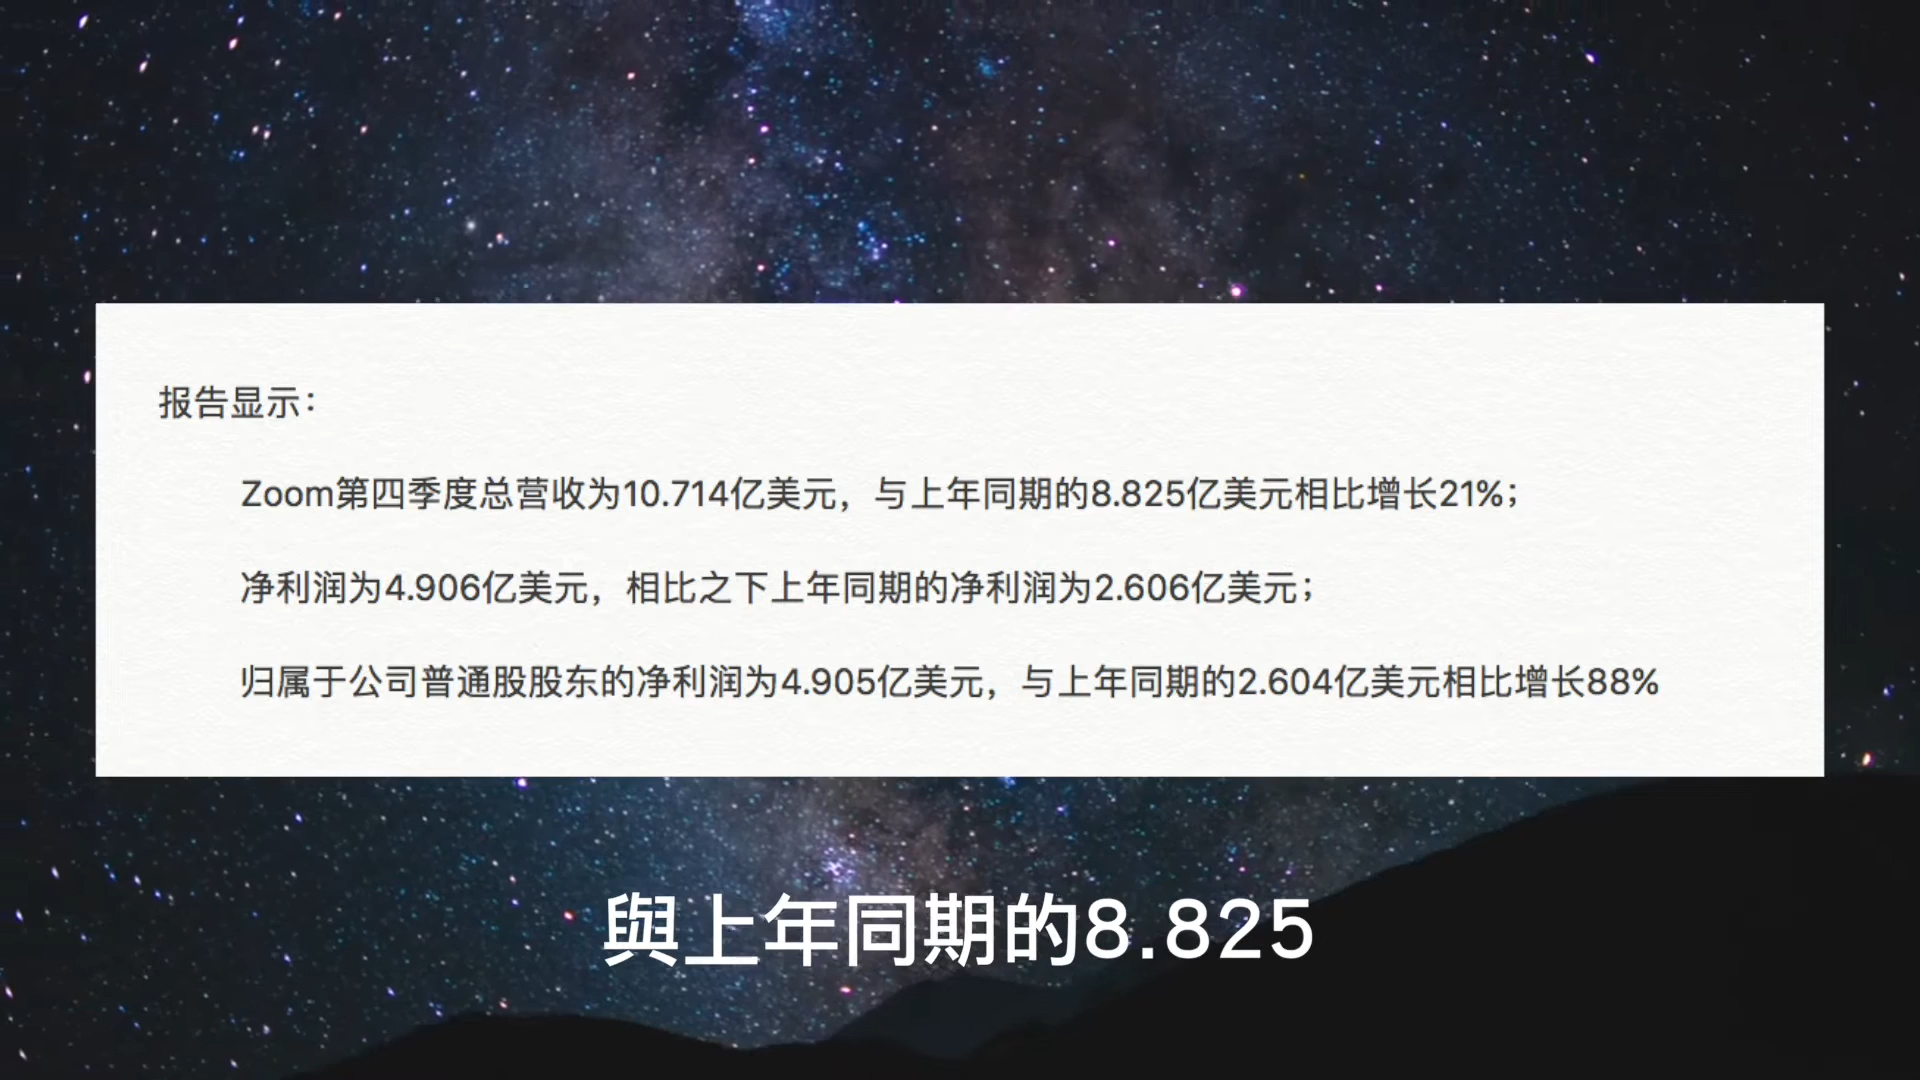 报告显示：
Zoom第四季度总营收为10.714亿美元，与上年同期的8.825亿美元相比增长21%；
净利润为4.906亿美元，相比之下上年同期的净利润为2.606亿美元；
归属于公司普通股股东的净利润为4.905亿美元，与上年同期的2.604亿美元相比增长88%
與上年同期的8.825